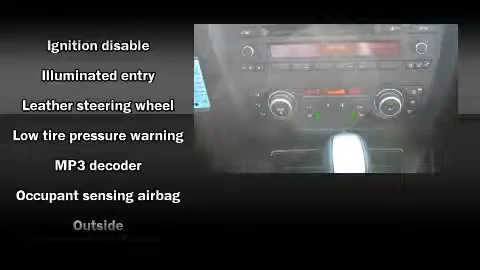 Ignition disable
Illuminated entry
Leather steering wheel
Low tire pressure warning
MP3 decoder
Occupant sensing airbag
Outside